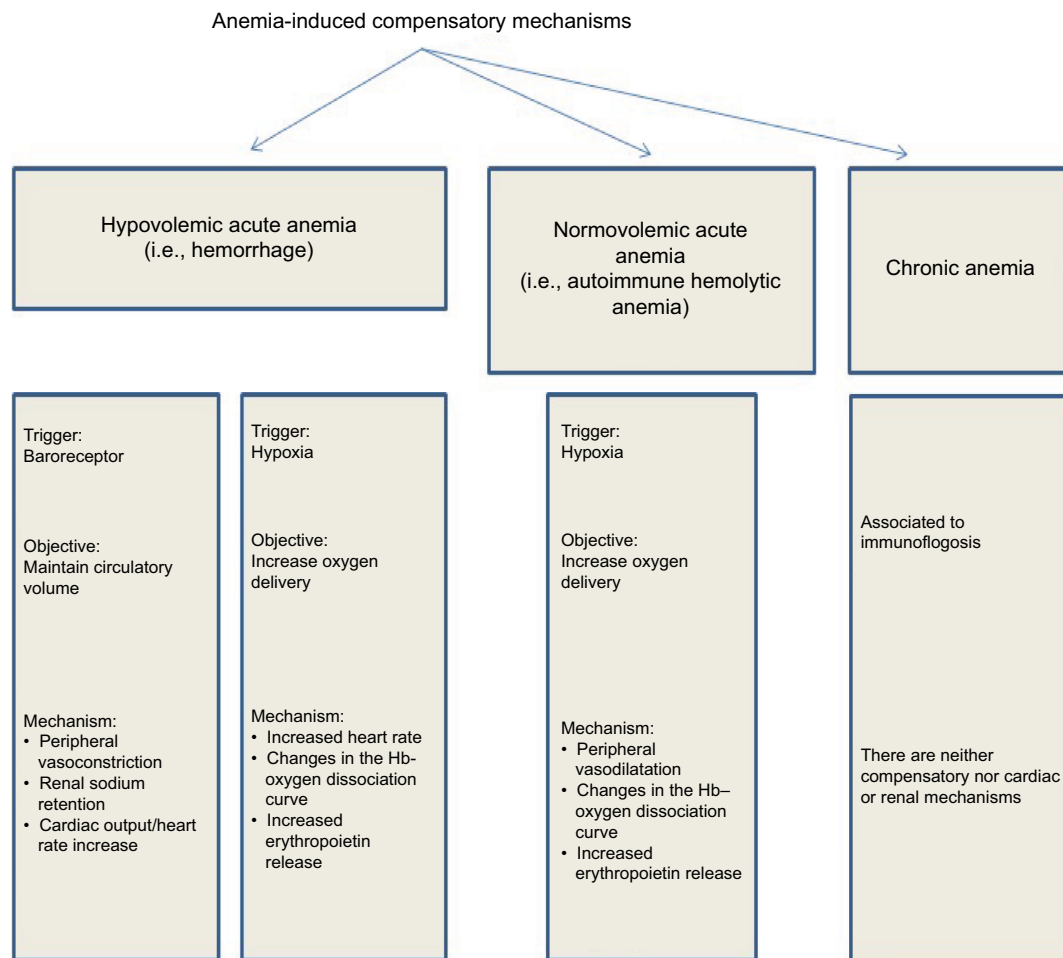 Anemia-induced compensatory mechanisms
Hypovolemic acute anemia
(i.e., hemorrhage)
Normovolemic acute
anemia
(i.e., autoimmune hemolytic
anemia)
Chronic anemia
Trigger:
Baroreceptor
Objective:
Maintain circulatory
volume
Mechanism:
• Peripheral
vasoconstriction
• Renal sodium
retention
• Cardiac output/heart
rate increase
Trigger:
Hypoxia
Objective:
Increase oxygen
delivery
Mechanism:
• Increased heart rate
• Changes in the Hb-
oxygen dissociation
curve
• Increased
erythropoietin
release
Trigger:
Hypoxia
Objective:
Increase oxygen
delivery
Mechanism:
• Peripheral
vasodilatation
• Changes in the Hb–
oxygen dissociation
curve
• Increased
erythropoietin release
Associated to
immunoflogosis
There are neither
compensatory nor cardiac
or renal mechanisms